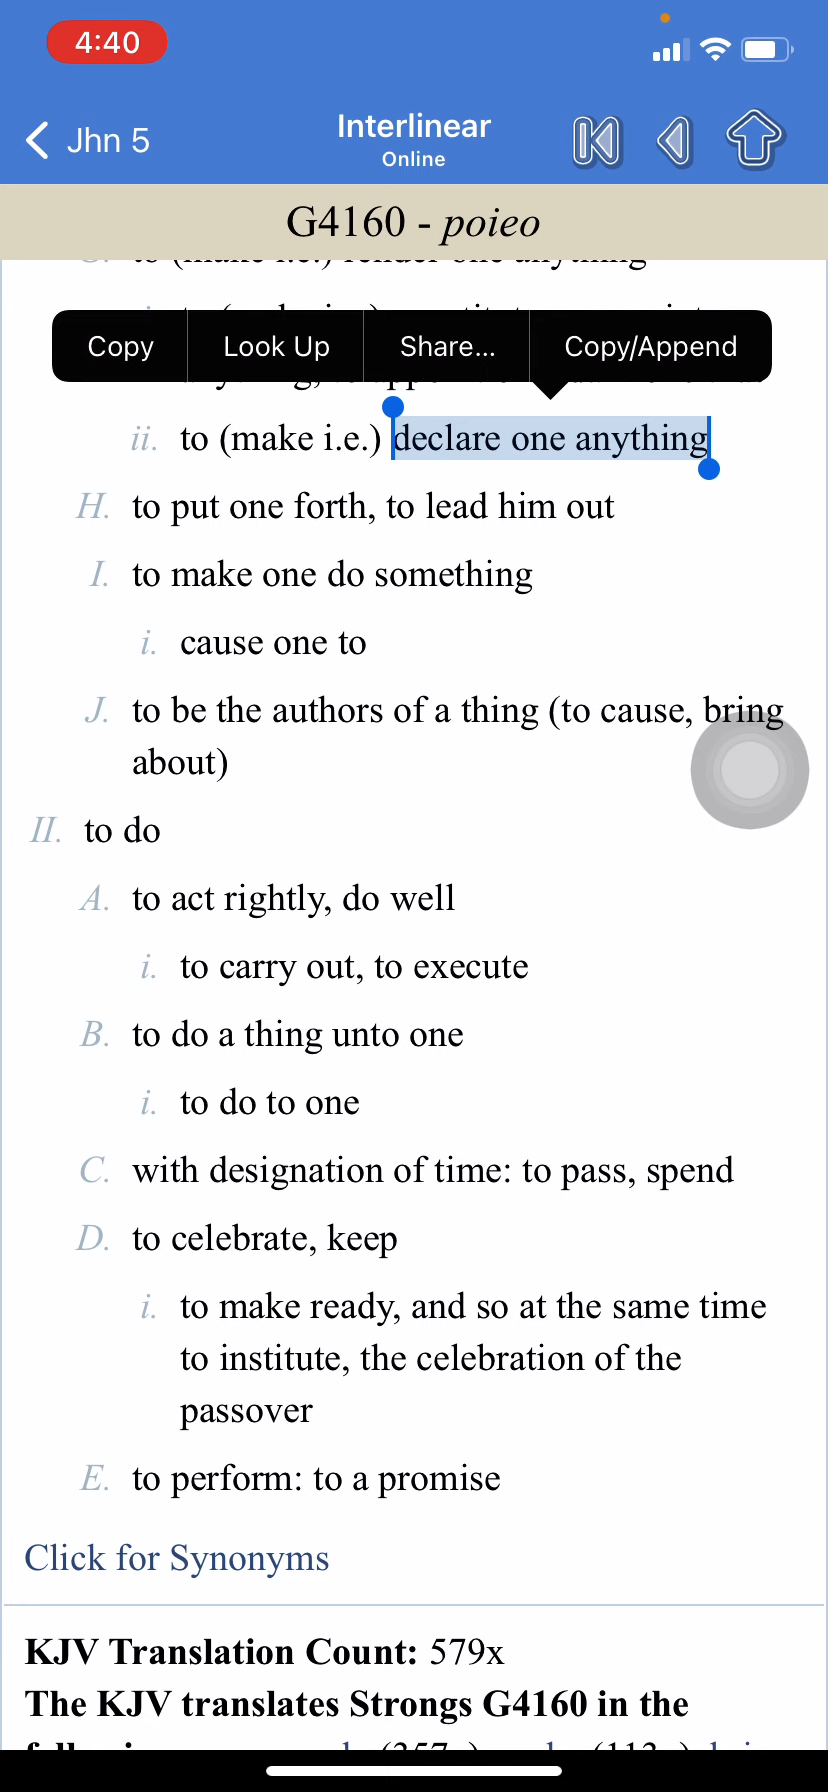 4:40
Jhn 5
Interlinear
Online
G4160 - poieo
Copy
Look Up
Share...
Copy/Append
ii. to (make i.e.) declare one anything
H. to put one forth, to lead him out
I. to make one do something
i. cause one to
J. to be the authors of a thing (to cause, bring
about)
II. to do
A. to act rightly, do well
i. to carry out, to execute
B. to do a thing unto one
i. to do to one
C. with designation of time: to pass, spend
D. to celebrate, keep
i. to make ready, and so at the same time
to institute, the celebration of the
passover
E. to perform: to a promise
Click for Synonyms
KJV Translation Count: 579x
The KJV translates Strongs G4160 in the